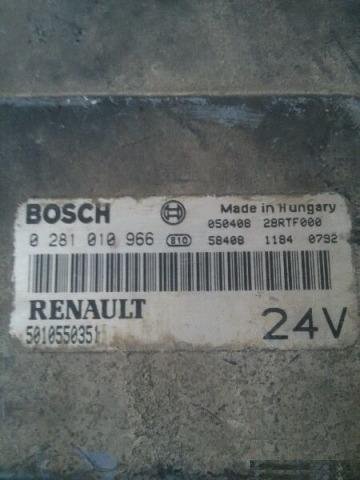 BOSCH Made in Hungary
050408 28RTF000
0 281 010 966 810 58408 1184 0792
RENAULT
5010550351
24V